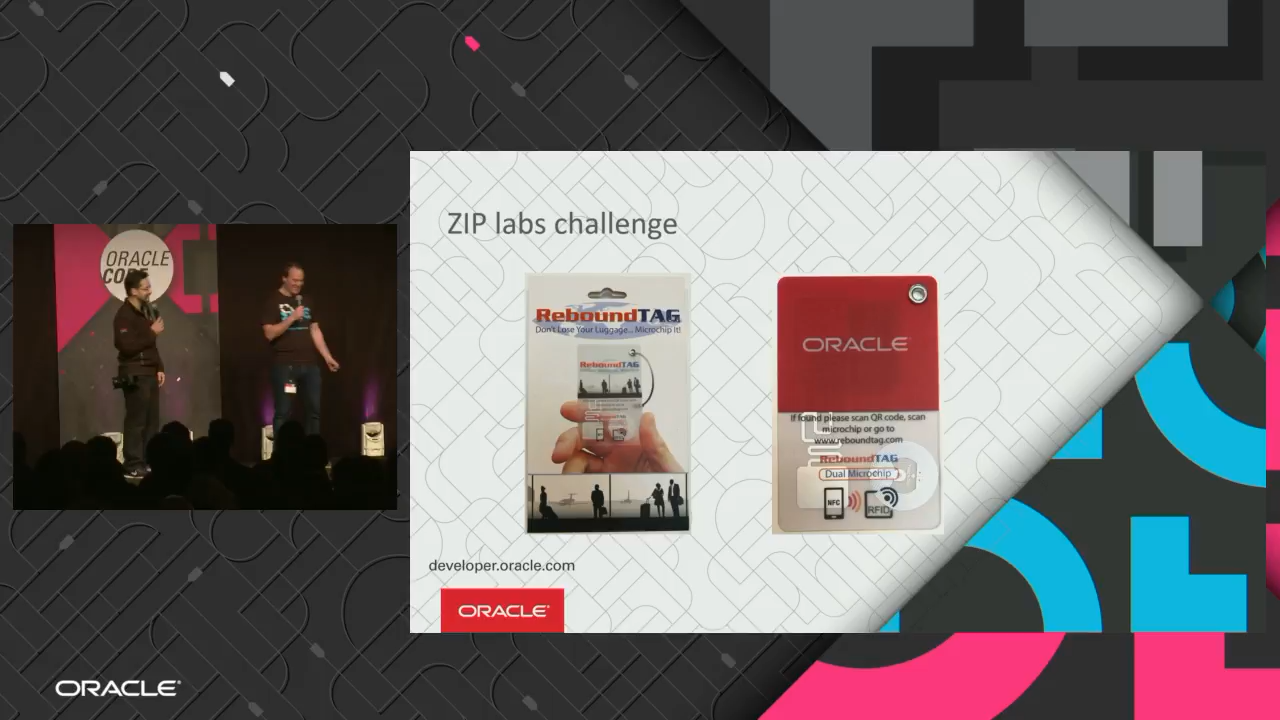 ORACLE
CODE
ZIP labs challenge
ReboundTAG
Don't Lose Your Luggage... Microchip it!
ReboundTAG
ORACLE
If found please scan QR code, scan
microchip or go to
www.reboundtag.com
ReboundTAG
Dual Microchip
NFC
RFID
developer.oracle.com
ORACLE
ORACLE